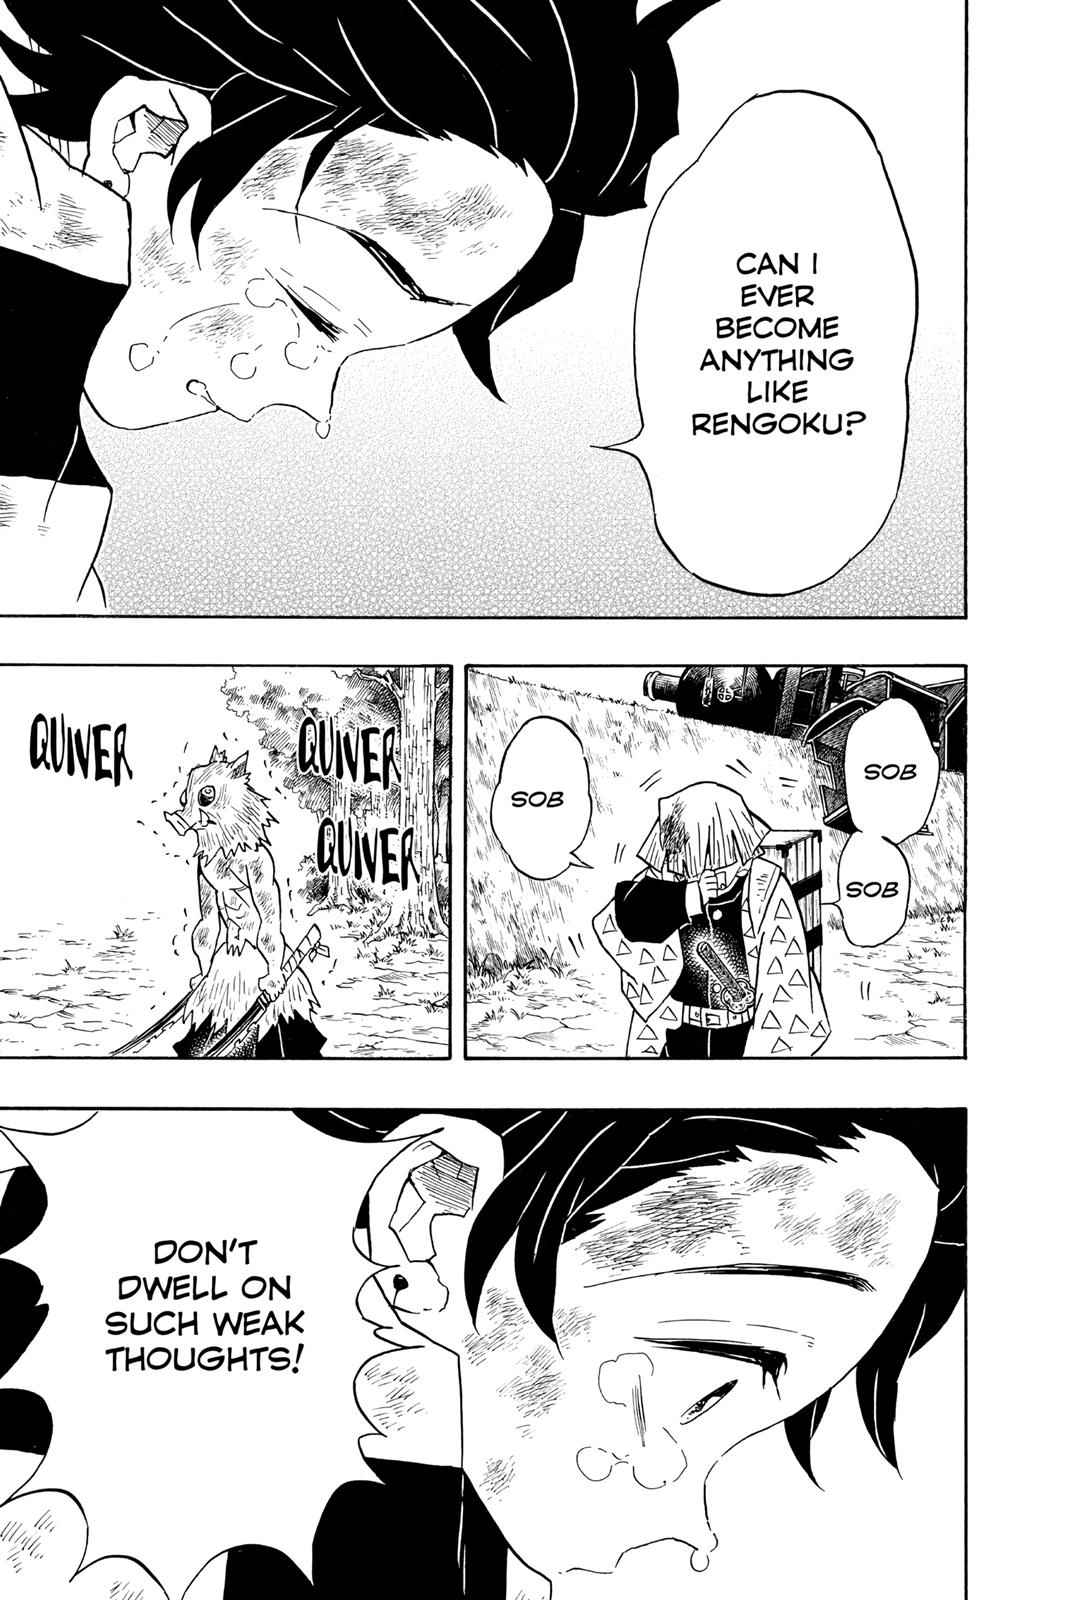 CAN I
EVER
BECOME
ANYTHING
LIKE
RENGOKU?
SOB
SOB
SOB
QUIVER
QUIVER
QUIVER
DON'T
DWELL ON
SUCH WEAK
THOUGHTS!